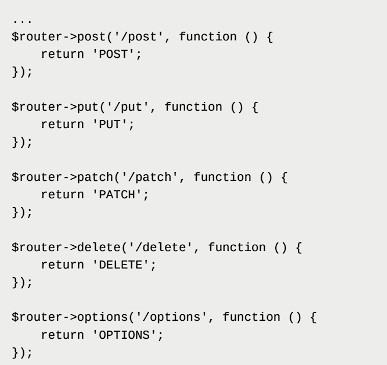 ...
$router->post('/post', function () {
    return 'POST';
});

$router->put('/put', function () {
    return 'PUT';
});

$router->patch('/patch', function () {
    return 'PATCH';
});

$router->delete('/delete', function () {
    return 'DELETE';
});

$router->options('/options', function () {
    return 'OPTIONS';
});